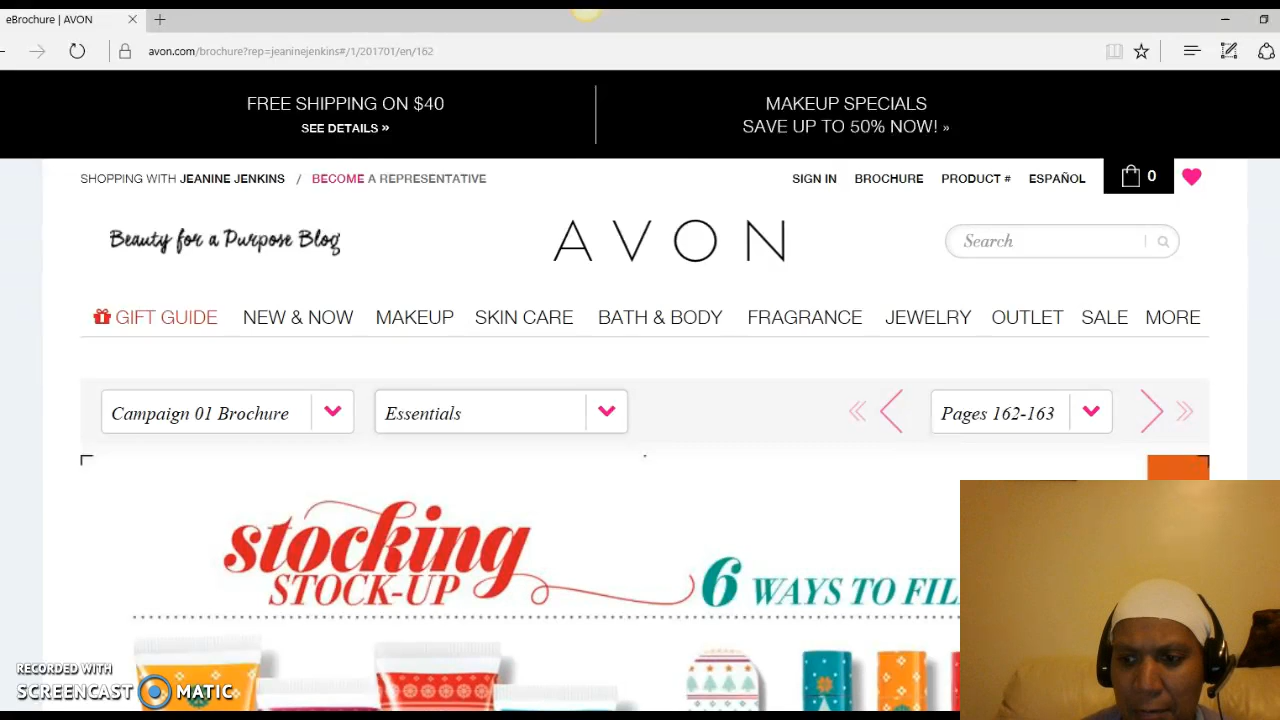 eBrochure | AVON
avon.com/brochure?rep=jeaninejenkins#/1/201701/en/162
FREE SHIPPING ON $40
SEE DETAILS »
MAKEUP SPECIALS
SAVE UP TO 50% NOW! »
SHOPPING WITH JEANINE JENKINS / BECOME A REPRESENTATIVE
SIGN IN BROCHURE PRODUCT # ESPAÑOL 0
Beauty for a Purpose Blog
AVON
Search
GIFT GUIDE NEW & NOW MAKEUP SKIN CARE BATH & BODY FRAGRANCE JEWELRY OUTLET SALE MORE
Campaign 01 Brochure Essentials Pages 162-163
stocking
STOCK-UP
6 WAYS TO FIL
RECORDED WITH
SCREENCAST MATIC